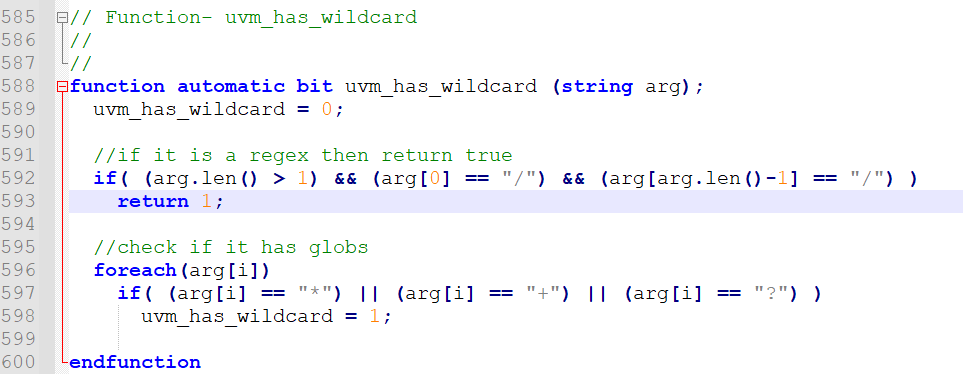 585 // Function- uvm_has_wildcard
586 //
587 //
588 function automatic bit uvm_has_wildcard (string arg);
589   uvm_has_wildcard = 0;
590
591   //if it is a regex then return true
592   if( (arg.len() > 1) && (arg[0] == "/") && (arg[arg.len()-1] == "/") )
593     return 1;
594
595   //check if it has globs
596   foreach(arg[i])
597     if( (arg[i] == "*") || (arg[i] == "+") || (arg[i] == "?") )
598       uvm_has_wildcard = 1;
599
600 endfunction